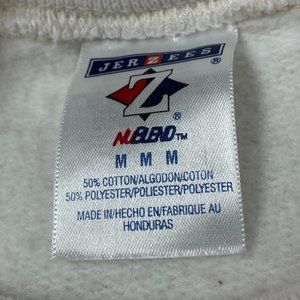 JERZEES®
Z®
NUBLEND™
M M M
50% COTTON/ALGODON/COTON
50% POLYESTER/POLIESTER/POLYESTER
MADE IN/HECHO EN/FABRIQUE AU
HONDURAS